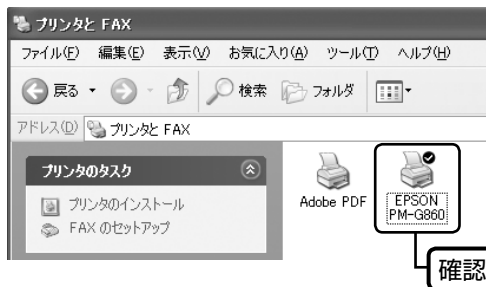 プリンタと FAX
ファイル(F) 編集(E) 表示(V) お気に入り(A) ツール(T) ヘルプ(H)
戻る 検索 フォルダ
アドレス(D) プリンタと FAX
プリンタのタスク
プリンタのインストール
FAX のセットアップ
Adobe PDF
EPSON
PM-G860
確認